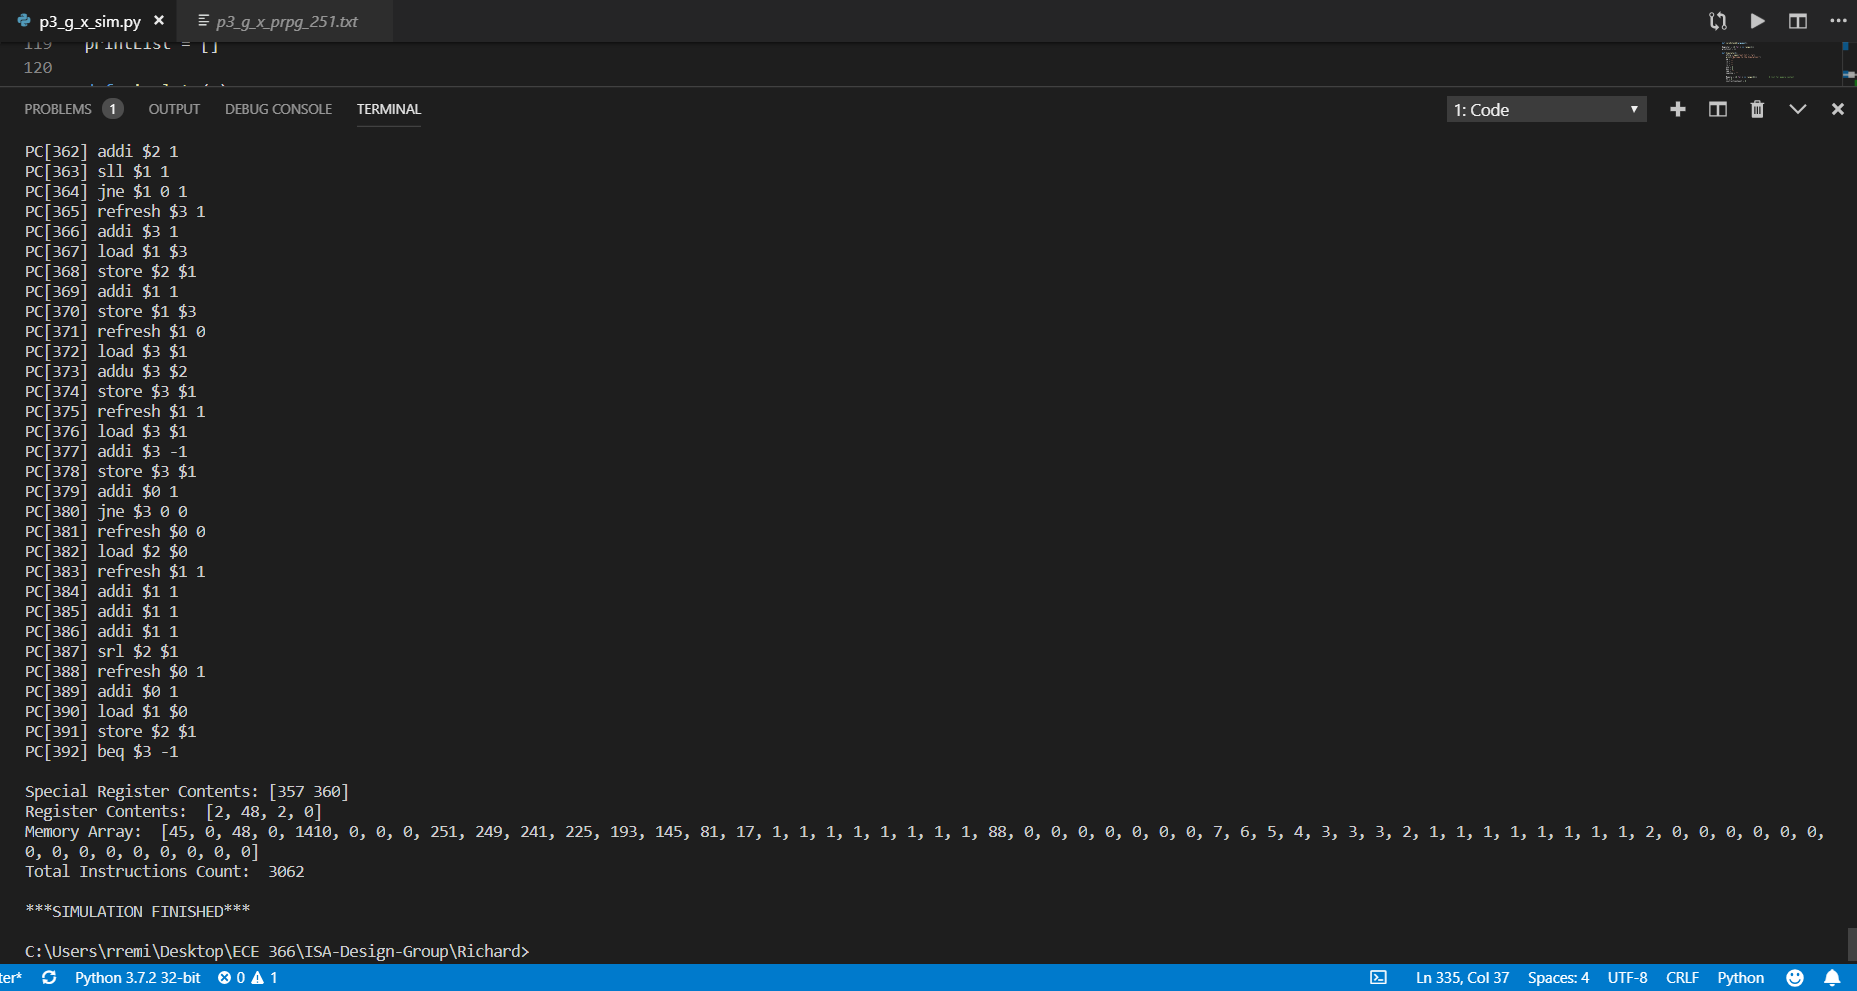 p3_g_x_sim.py
p3_g_x_prpg_251.txt
119 printList = []
120
PROBLEMS 1 OUTPUT DEBUG CONSOLE TERMINAL
1: Code
PC[362] addi $2 1
PC[363] sll $1 1
PC[364] jne $1 0 1
PC[365] refresh $3 1
PC[366] addi $3 1
PC[367] load $1 $3
PC[368] store $2 $1
PC[369] addi $1 1
PC[370] store $1 $3
PC[371] refresh $1 0
PC[372] load $3 $1
PC[373] addu $3 $2
PC[374] store $3 $1
PC[375] refresh $1 1
PC[376] load $3 $1
PC[377] addi $3 -1
PC[378] store $3 $1
PC[379] addi $0 1
PC[380] jne $3 0 0
PC[381] refresh $0 0
PC[382] load $2 $0
PC[383] refresh $1 1
PC[384] addi $1 1
PC[385] addi $1 1
PC[386] addi $1 1
PC[387] srl $2 $1
PC[388] refresh $0 1
PC[389] addi $0 1
PC[390] load $1 $0
PC[391] store $2 $1
PC[392] beq $3 -1
Special Register Contents: [357 360]
Register Contents:  [2, 48, 2, 0]
Memory Array:  [45, 0, 48, 0, 1410, 0, 0, 0, 251, 249, 241, 225, 193, 145, 81, 17, 1, 1, 1, 1, 1, 1, 1, 1, 88, 0, 0, 0, 0, 0, 0, 0, 7, 6, 5, 4, 3, 3, 3, 2, 1, 1, 1, 1, 1, 1, 1, 1, 2, 0, 0, 0, 0, 0, 0,
0, 0, 0, 0, 0, 0, 0, 0, 0]
Total Instructions Count:  3062
***SIMULATION FINISHED***
C:\Users\rremi\Desktop\ECE 366\ISA-Design-Group\Richard>
ter* Python 3.7.2 32-bit 0 1 Ln 335, Col 37 Spaces: 4 UTF-8 CRLF Python